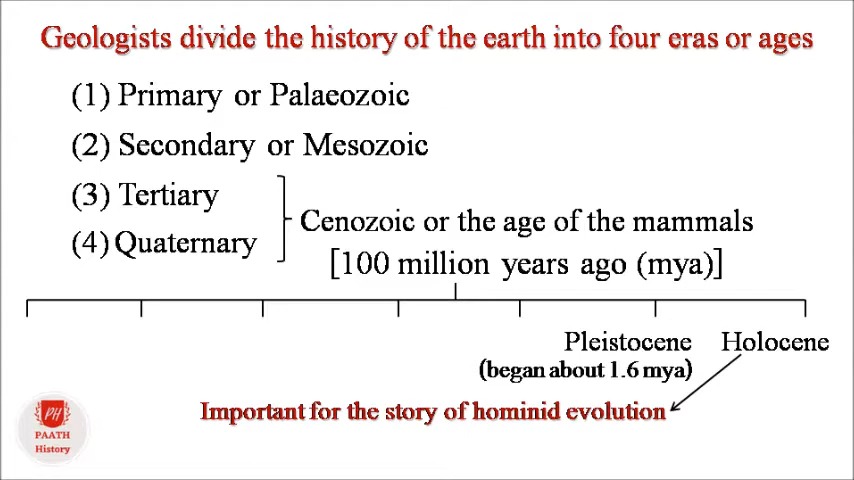 Geologists divide the history of the earth into four eras or ages
(1) Primary or Palaeozoic
(2) Secondary or Mesozoic
(3) Tertiary
(4) Quaternary
Cenozoic or the age of the mammals
[100 million years ago (mya)]
Pleistocene
(began about 1.6 mya)
Holocene
Important for the story of hominid evolution
PH
PAATH
History